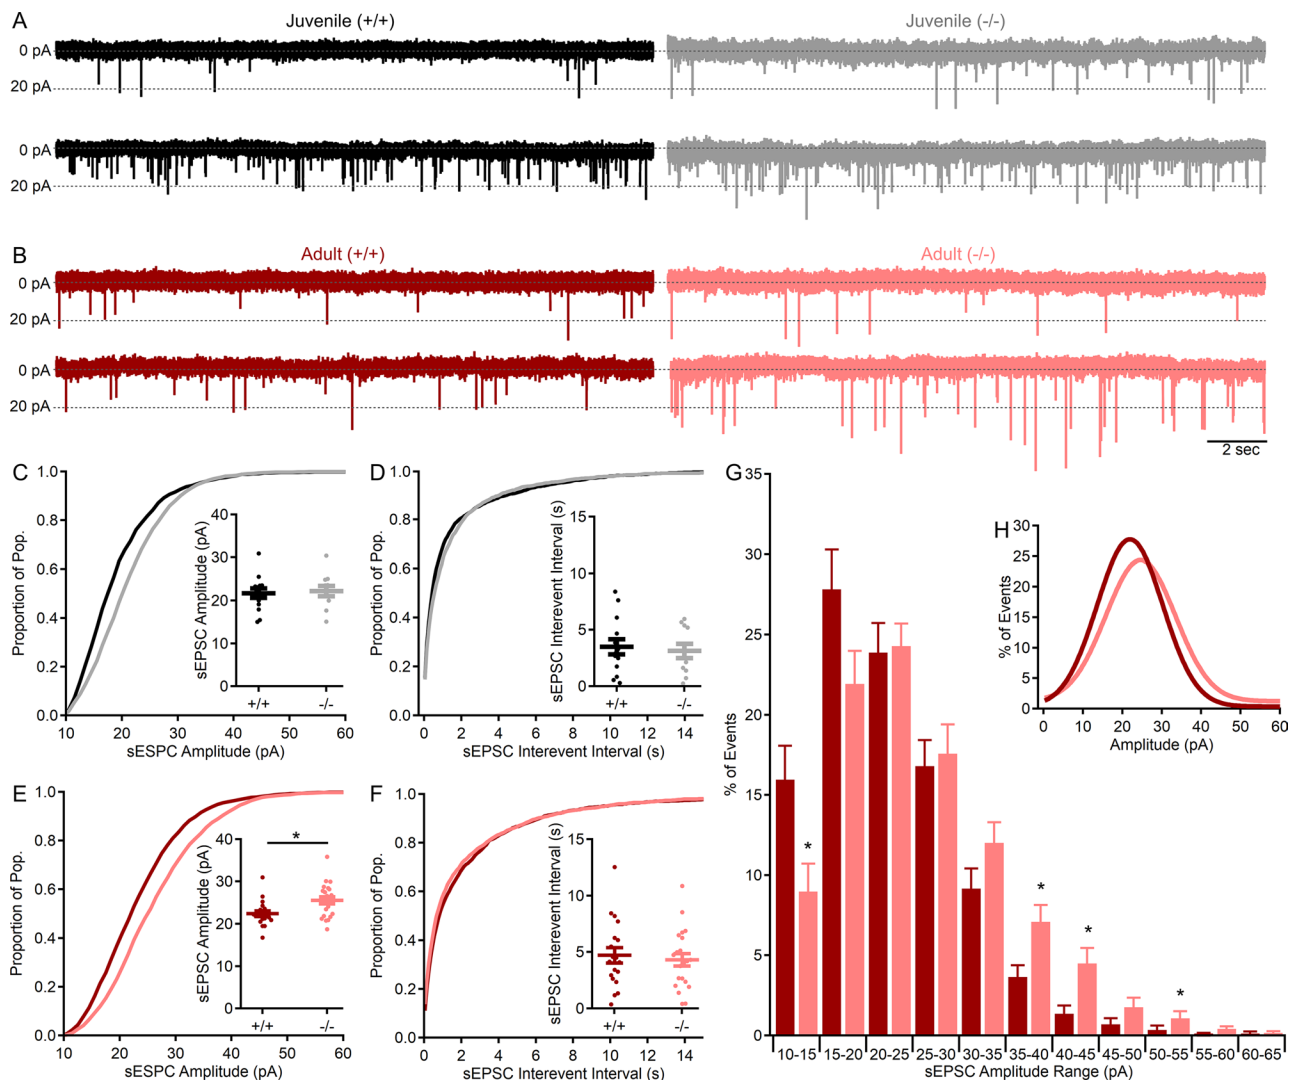 A
Juvenile (+/+)
Juvenile (-/-)
0 pA
20 pA
0 pA
20 pA
B
Adult (+/+)
Adult (-/-)
0 pA
20 pA
0 pA
20 pA
2 sec
C
Proportion of Pop.
1.0
0.8
0.6
0.4
0.2
0.0
10 20 30 40 50 60
sESPC Amplitude (pA)
sEPSC Amplitude (pA)
40
30
20
10
0
+/+ -/-
D
Proportion of Pop.
1.0
0.8
0.6
0.4
0.2
0.0
0 2 4 6 8 10 12 14
sEPSC Interevent Interval (s)
sEPSC Interevent Interval (s)
15
10
5
0
+/+ -/-
E
Proportion of Pop.
1.0
0.8
0.6
0.4
0.2
0.0
10 20 30 40 50 60
sESPC Amplitude (pA)
sEPSC Amplitude (pA)
40
30
20
10
0
*
+/+ -/-
F
Proportion of Pop.
1.0
0.8
0.6
0.4
0.2
0.0
0 2 4 6 8 10 12 14
sEPSC Interevent Interval (s)
sEPSC Interevent Interval (s)
15
10
5
0
+/+ -/-
G
% of Events
35
30
25
20
15
10
5
0
* * * *
10-15 15-20 20-25 25-30 30-35 35-40 40-45 45-50 50-55 55-60 60-65
sEPSC Amplitude Range (pA)
H
% of Events
30
25
20
15
10
5
0
0 10 20 30 40 50 60
Amplitude (pA)